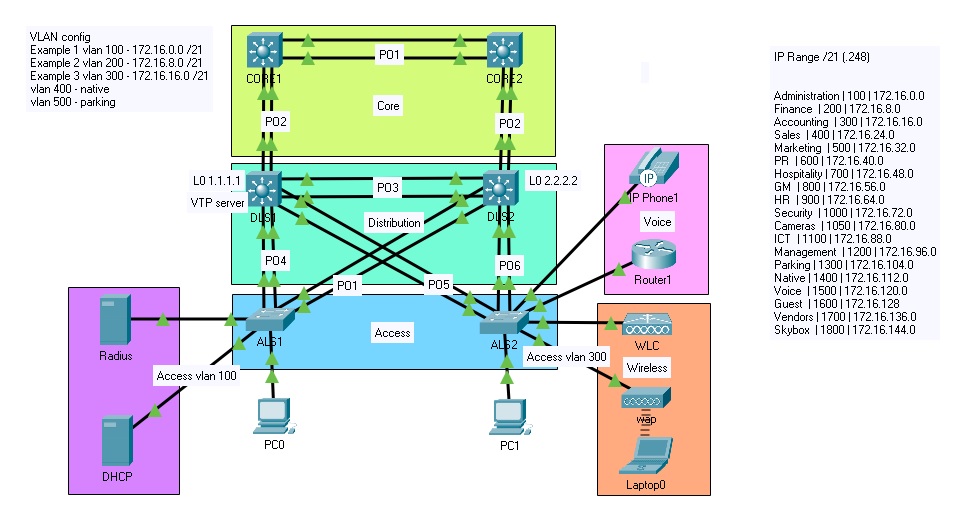 VLAN config
Example 1 vlan 100 - 172.16.0.0 /21
Example 2 vlan 200 - 172.16.8.0 /21
Example 3 vlan 300 - 172.16.16.0 /21
vlan 400 - native
vlan 500 - parking
CORE1
PO1
CORE2
Core
PO2
PO2
L0 1.1.1.1
VTP server
DLS1
PO3
DLS2
L0 2.2.2.2
Distribution
PO4
PO1
PO5
PO6
IP
IP Phone1
Voice
Router1
ALS1
Access
ALS2
Radius
Access vlan 100
DHCP
PC0
PC1
Access vlan 300
WLC
Wireless
wap
Laptop0
IP Range /21 (.248)
Administration | 100 | 172.16.0.0
Finance | 200 | 172.16.8.0
Accounting | 300 | 172.16.16.0
Sales | 400 | 172.16.24.0
Marketing | 500 | 172.16.32.0
PR | 600 | 172.16.40.0
Hospitality | 700 | 172.16.48.0
GM | 800 | 172.16.56.0
HR | 900 | 172.16.64.0
Security | 1000 | 172.16.72.0
Cameras | 1050 | 172.16.80.0
ICT | 1100 | 172.16.88.0
Management | 1200 | 172.16.96.0
Parking | 1300 | 172.16.104.0
Native | 1400 | 172.16.112.0
Voice | 1500 | 172.16.120.0
Guest | 1600 | 172.16.128
Vendors | 1700 | 172.16.136.0
Skybox | 1800 | 172.16.144.0